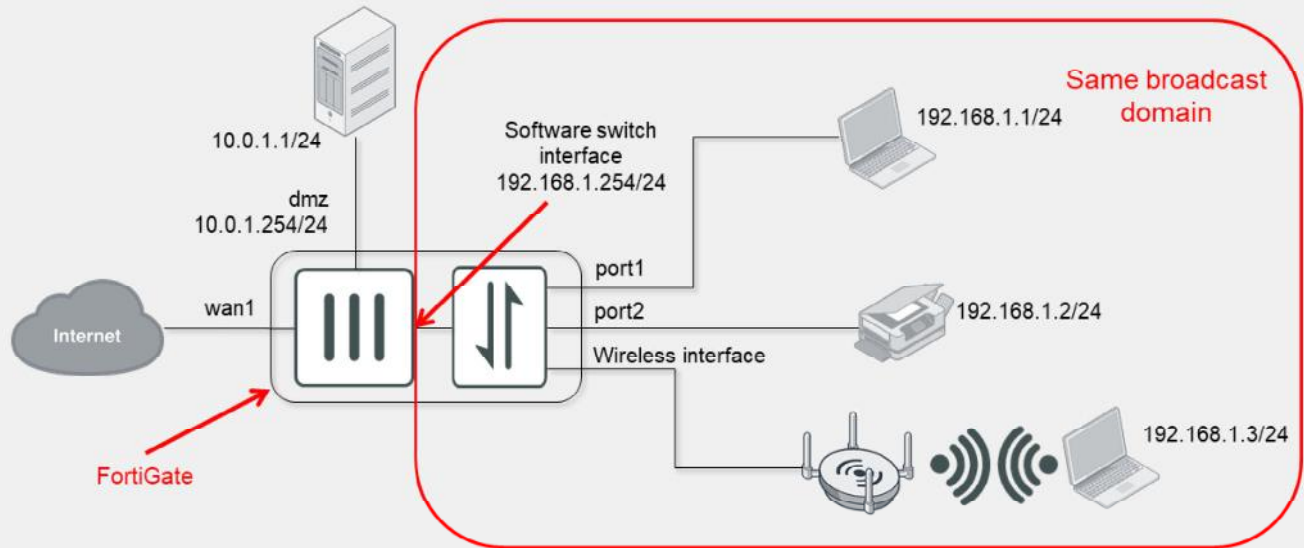 Same broadcast
domain
192.168.1.1/24
10.0.1.1/24
Software switch
interface
192.168.1.254/24
dmz
10.0.1.254/24
port1
wan1
port2
192.168.1.2/24
Internet
Wireless interface
192.168.1.3/24
FortiGate